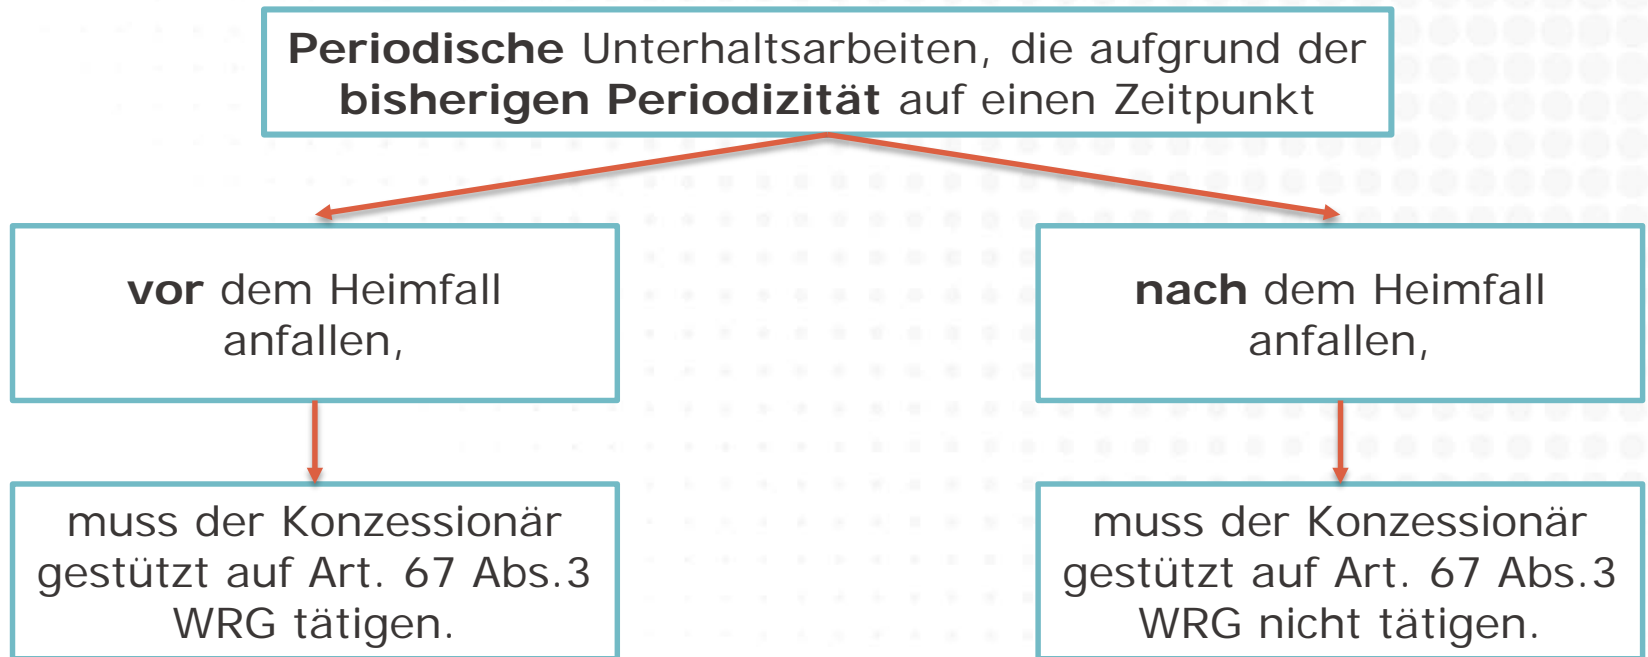 Periodische Unterhaltsarbeiten, die aufgrund der
bisherigen Periodizität auf einen Zeitpunkt
vor dem Heimfall
anfallen,
nach dem Heimfall
anfallen,
muss der Konzessionär
gestützt auf Art. 67 Abs.3
WRG tätigen.
muss der Konzessionär
gestützt auf Art. 67 Abs.3
WRG nicht tätigen.